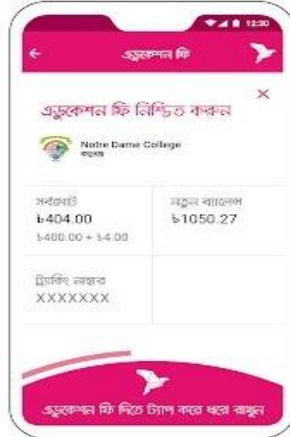 12:30
এডুকেশন ফি
এডুকেশন ফি নিশ্চিত করুন
Notre Dame College
কলেজ
সর্বমোট
৳404.00
৳400.00 + ৳4.00
নতুন ব্যালেন্স
৳1050.27
ট্র্যাকিং নাম্বার
XXXXXXX
এডুকেশন ফি দিতে ট্যাপ করে ধরে রাখুন